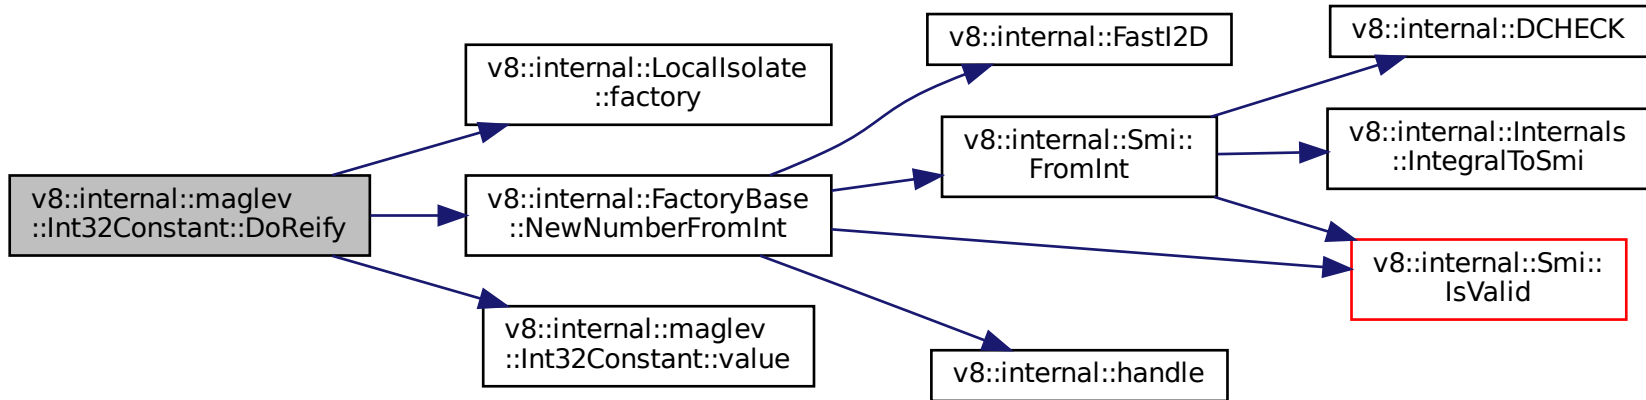 v8::internal::maglev
::Int32Constant::DoReify
v8::internal::LocalIsolate
::factory
v8::internal::FactoryBase
::NewNumberFromInt
v8::internal::maglev
::Int32Constant::value
v8::internal::FastI2D
v8::internal::Smi::
FromInt
v8::internal::handle
v8::internal::DCHECK
v8::internal::Internals
::IntegralToSmi
v8::internal::Smi::
IsValid